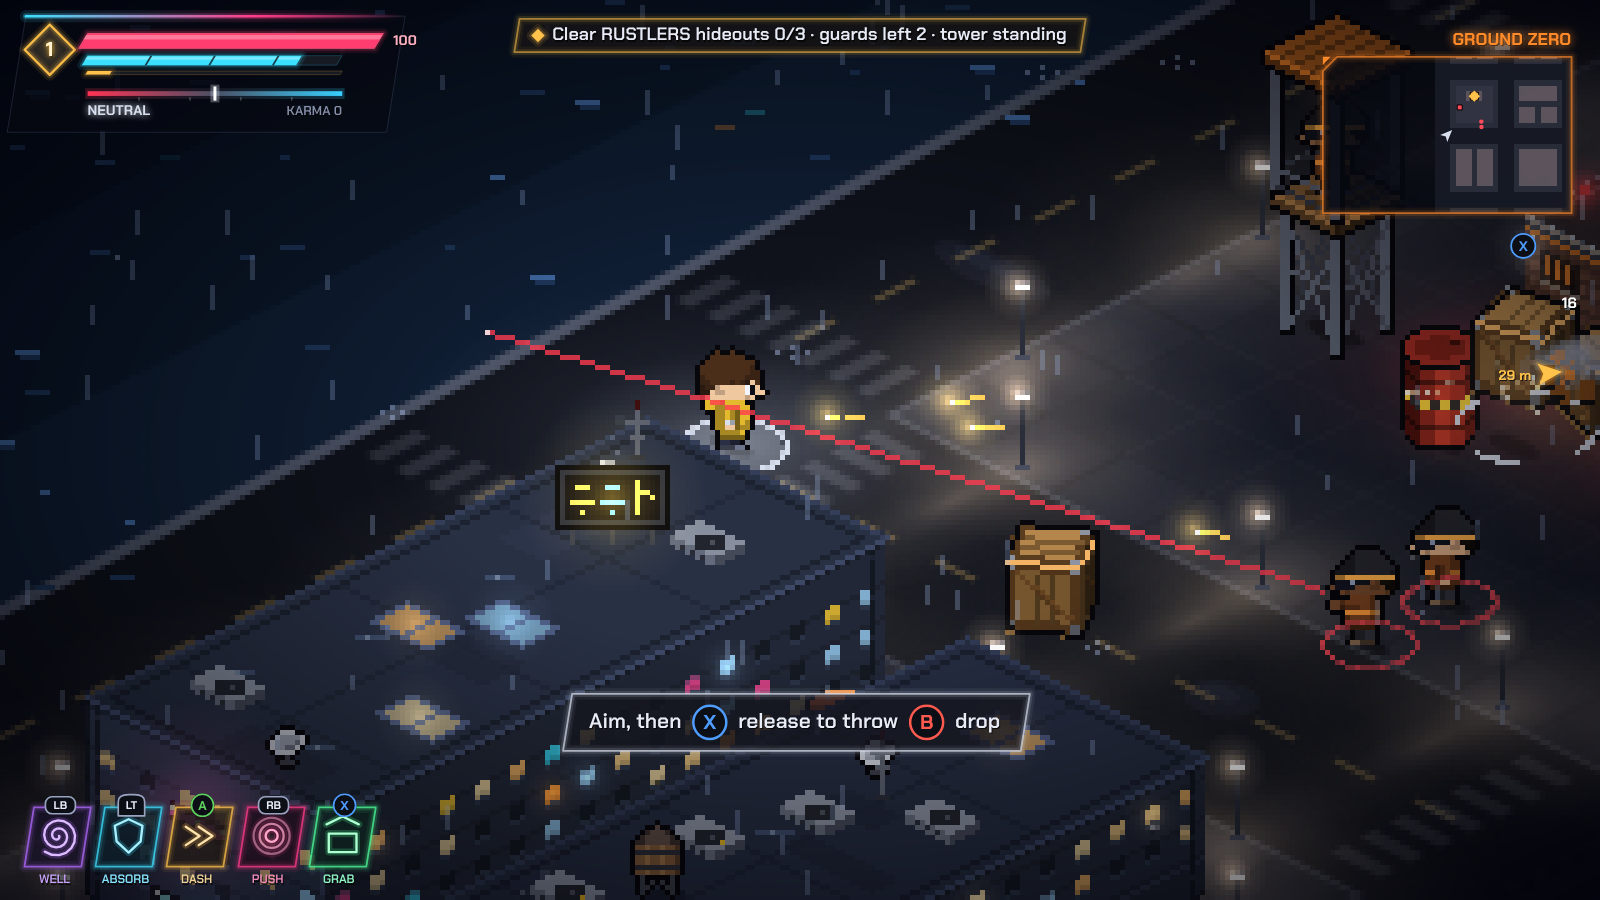 1
100
NEUTRAL
KARMA 0
Clear RUSTLERS hideouts 0/3 · guards left 2 · tower standing
GROUND ZERO
X
16
29 m
Aim, then X release to throw B drop
LB
LT
A
RB
X
WELL
ABSORB
DASH
PUSH
GRAB